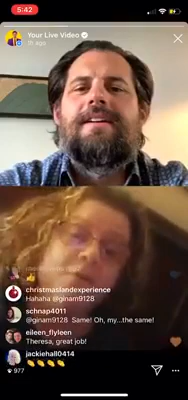 5:42
Your Live Video
1h ago
christmaslandexperience
Hahaha @ginam9128
schnap4011
@ginam9128 Same! Oh, my...the same!
eileen_flyleen
Theresa, great job!
jackiehall0414
👏👏👏👏
977